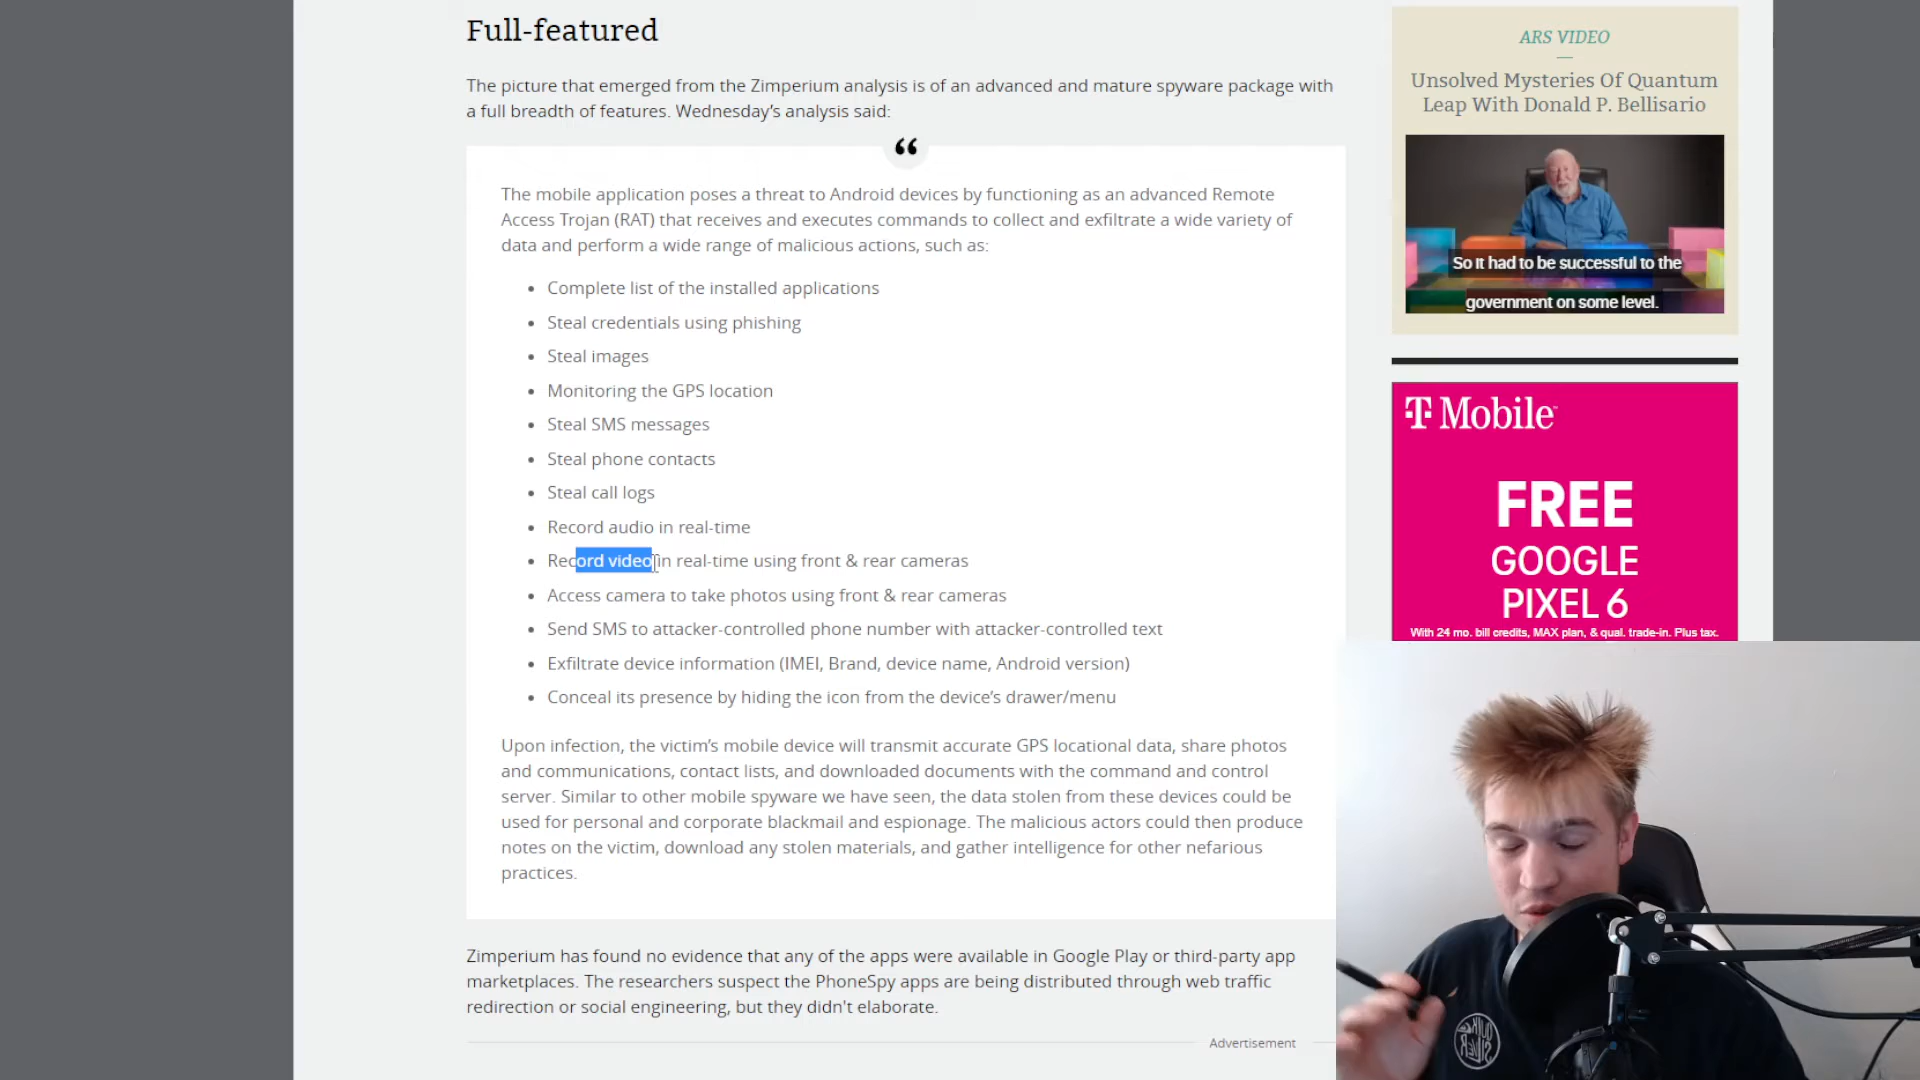 Full-featured
The picture that emerged from the Zimperium analysis is of an advanced and mature spyware package with
a full breadth of features. Wednesday’s analysis said:
“
The mobile application poses a threat to Android devices by functioning as an advanced Remote
Access Trojan (RAT) that receives and executes commands to collect and exfiltrate a wide variety of
data and perform a wide range of malicious actions, such as:
• Complete list of the installed applications
• Steal credentials using phishing
• Steal images
• Monitoring the GPS location
• Steal SMS messages
• Steal phone contacts
• Steal call logs
• Record audio in real-time
• Record video in real-time using front & rear cameras
• Access camera to take photos using front & rear cameras
• Send SMS to attacker-controlled phone number with attacker-controlled text
• Exfiltrate device information (IMEI, Brand, device name, Android version)
• Conceal its presence by hiding the icon from the device’s drawer/menu
Upon infection, the victim’s mobile device will transmit accurate GPS locational data, share photos
and communications, contact lists, and downloaded documents with the command and control
server. Similar to other mobile spyware we have seen, the data stolen from these devices could be
used for personal and corporate blackmail and espionage. The malicious actors could then produce
notes on the victim, download any stolen materials, and gather intelligence for other nefarious
practices.
Zimperium has found no evidence that any of the apps were available in Google Play or third-party app
marketplaces. The researchers suspect the PhoneSpy apps are being distributed through web traffic
redirection or social engineering, but they didn't elaborate.
Advertisement
ARS VIDEO
Unsolved Mysteries Of Quantum
Leap With Donald P. Bellisario
So it had to be successful to the
government on some level.
T Mobile
FREE
GOOGLE
PIXEL 6
With 24 mo. bill credits, MAX plan, & qual. trade-in. Plus tax.
QUIK
SILVER